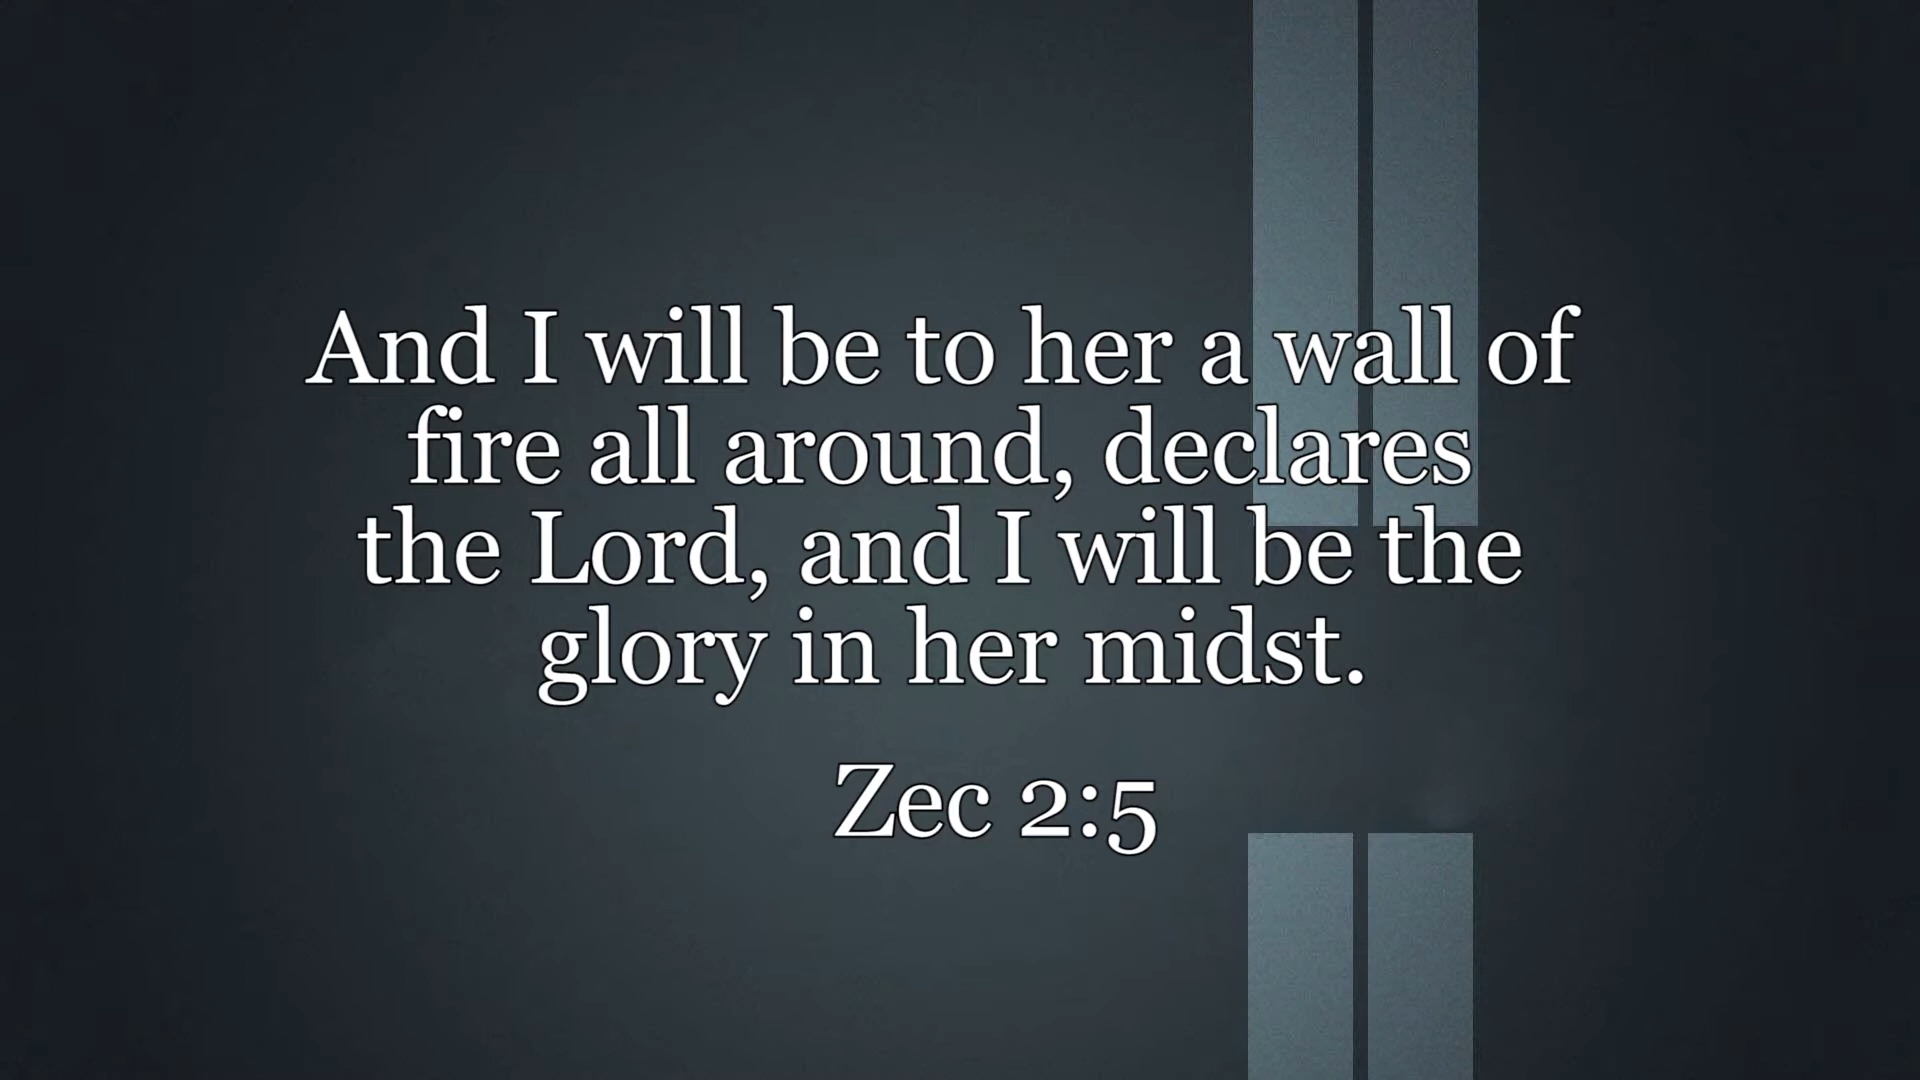 And I will be to her a wall of
fire all around, declares
the Lord, and I will be the
glory in her midst.
Zec 2:5